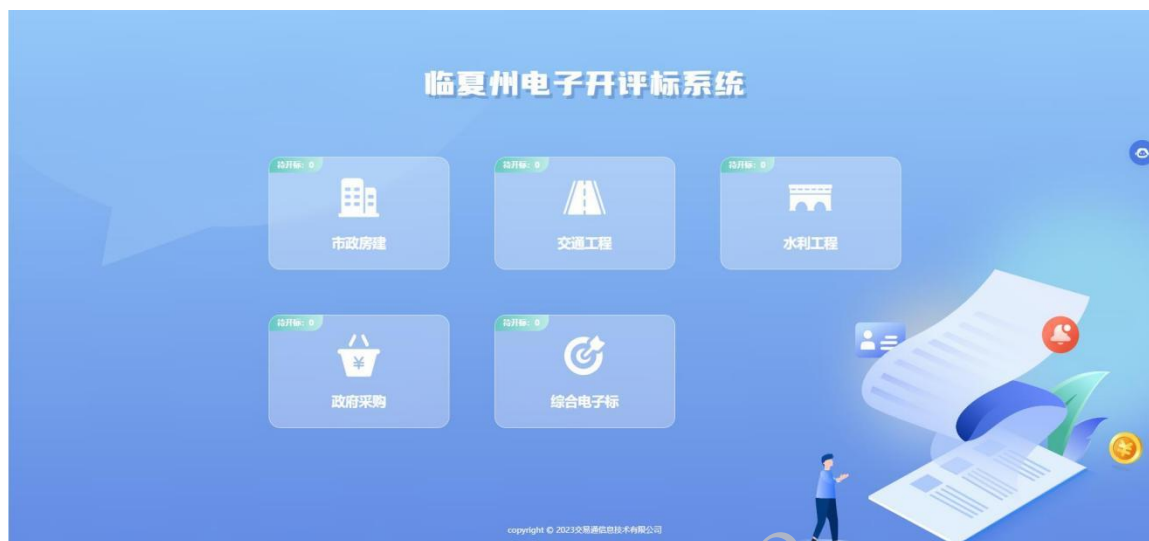 临夏州电子开评标系统
待开标：0
市政房建
待开标：0
交通工程
待开标：0
水利工程
待开标：0
政府采购
待开标：0
综合电子标
copyright © 2023交易通信息技术有限公司